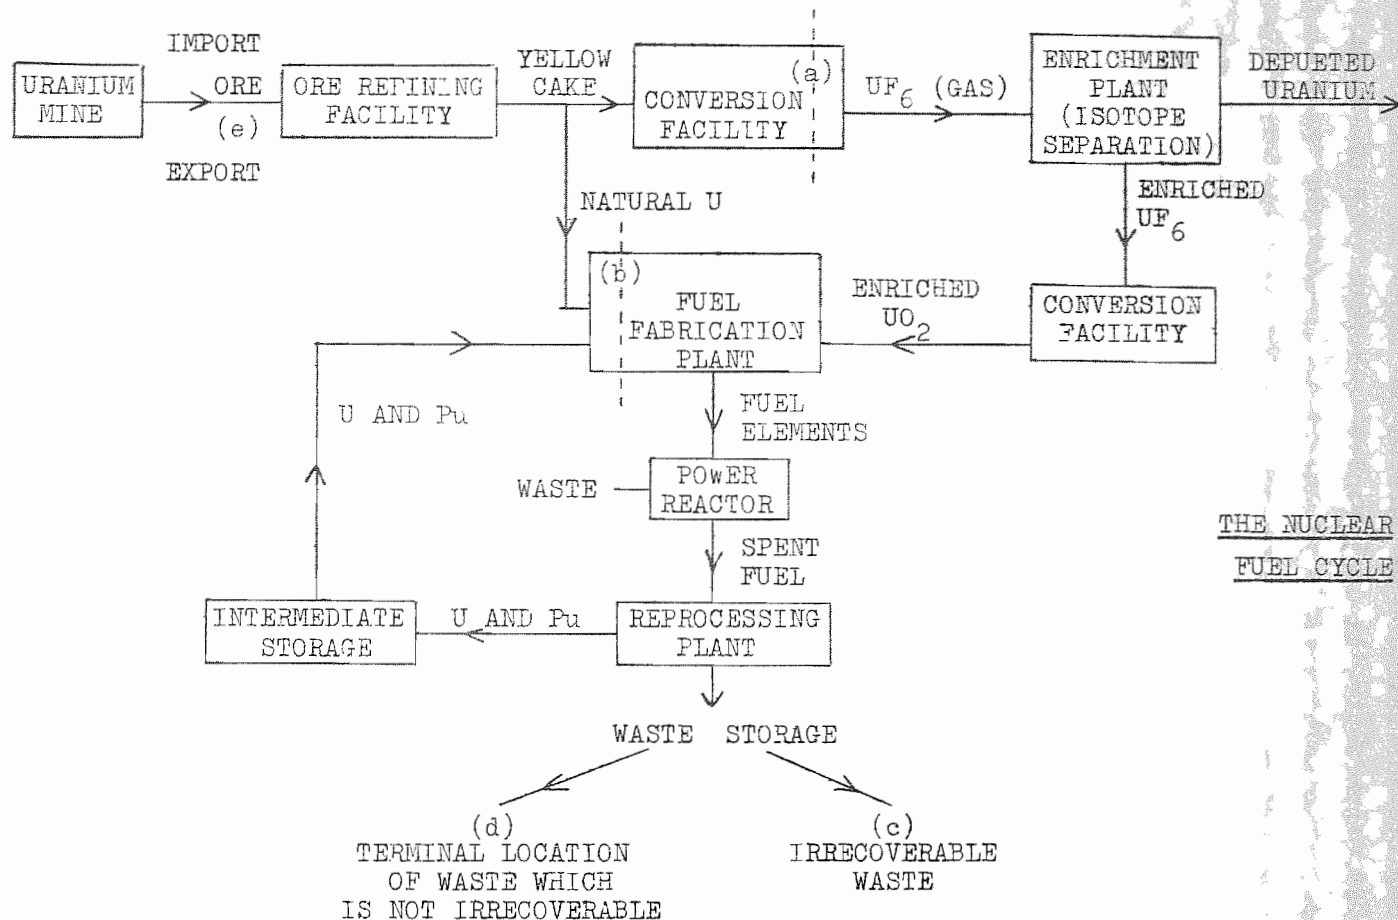 IMPORT
URANIUM
MINE
ORE
(e)
EXPORT
ORE REFINING
FACILITY
YELLOW
CAKE
(a)
CONVERSION
FACILITY
UF6 (GAS)
ENRICHMENT
PLANT
(ISOTOPE
SEPARATION)
DEPUETED
URANIUM
NATURAL U
ENRICHED
UF6
(b)
FUEL
FABRICATION
PLANT
ENRICHED
UO2
CONVERSION
FACILITY
U AND Pu
FUEL
ELEMENTS
WASTE
POWER
REACTOR
THE NUCLEAR
FUEL CYCLE
SPENT
FUEL
INTERMEDIATE
STORAGE
U AND Pu
REPROCESSING
PLANT
WASTE STORAGE
(d)
TERMINAL LOCATION
OF WASTE WHICH
IS NOT IRRECOVERABLE
(c)
IRRECOVERABLE
WASTE